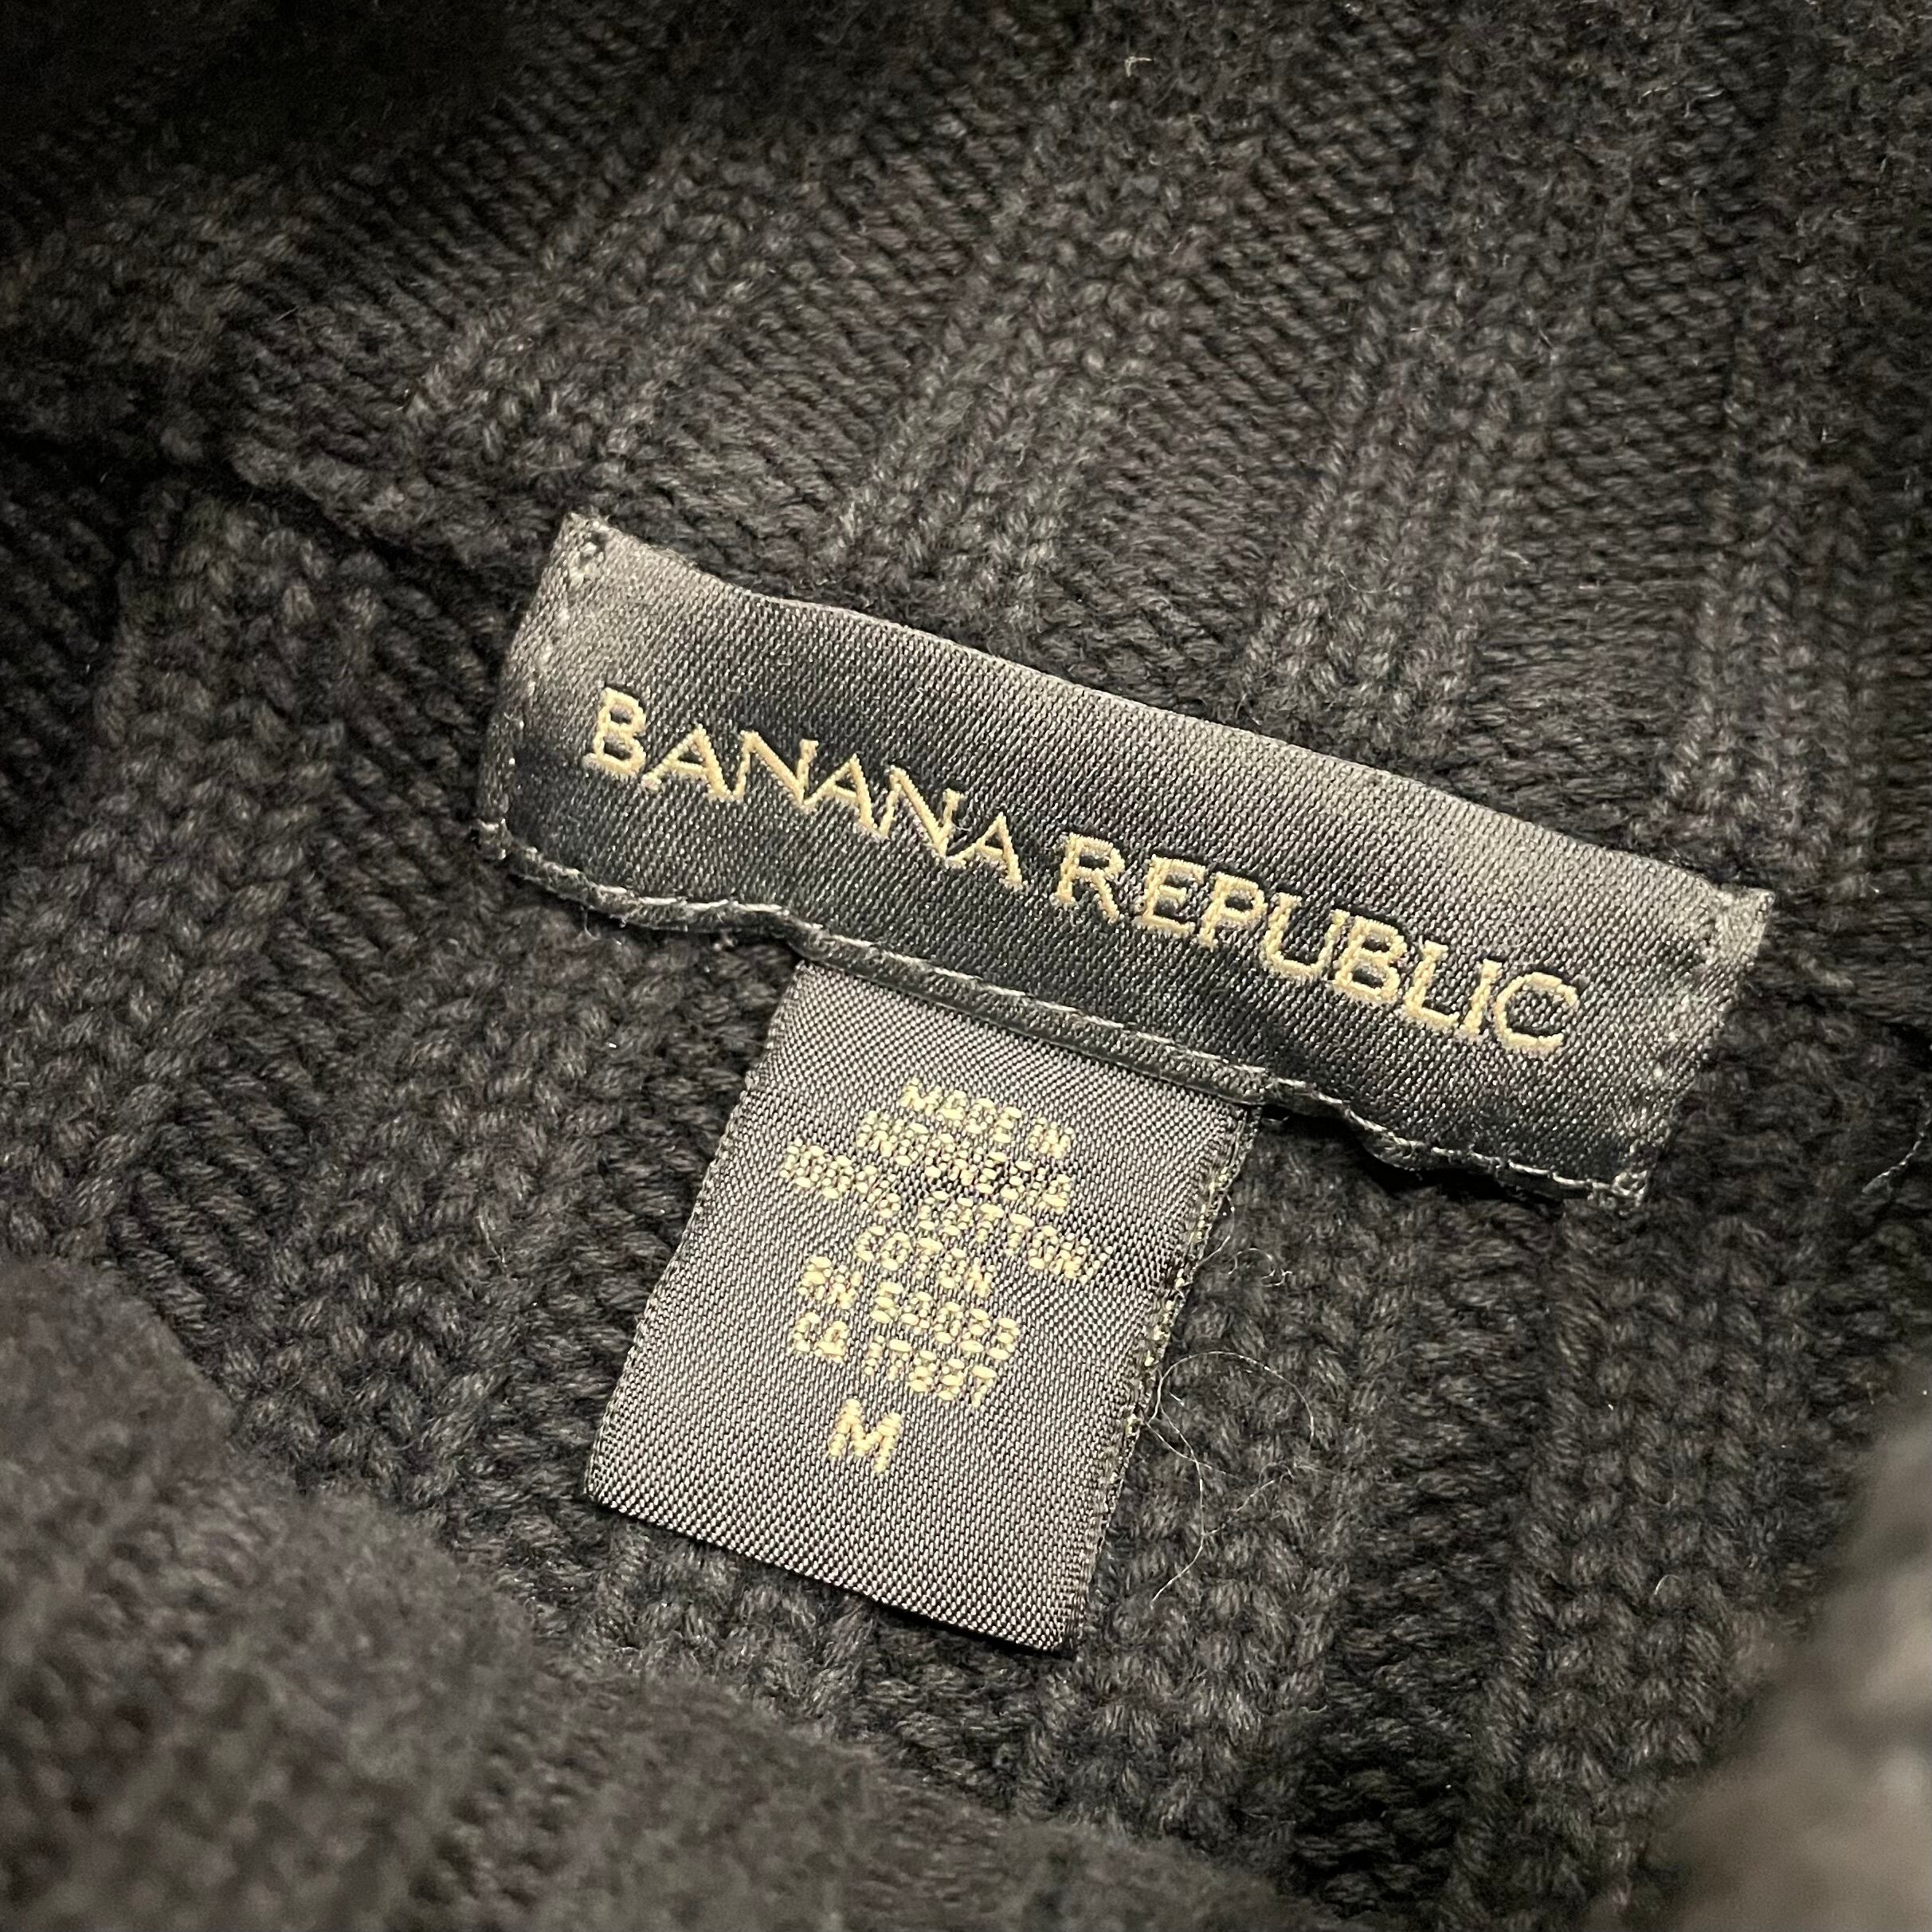 BANANA REPUBLIC
MADE IN
INDONESIA
100% COTTON/
COTON
RN 54023
CA 17897
M